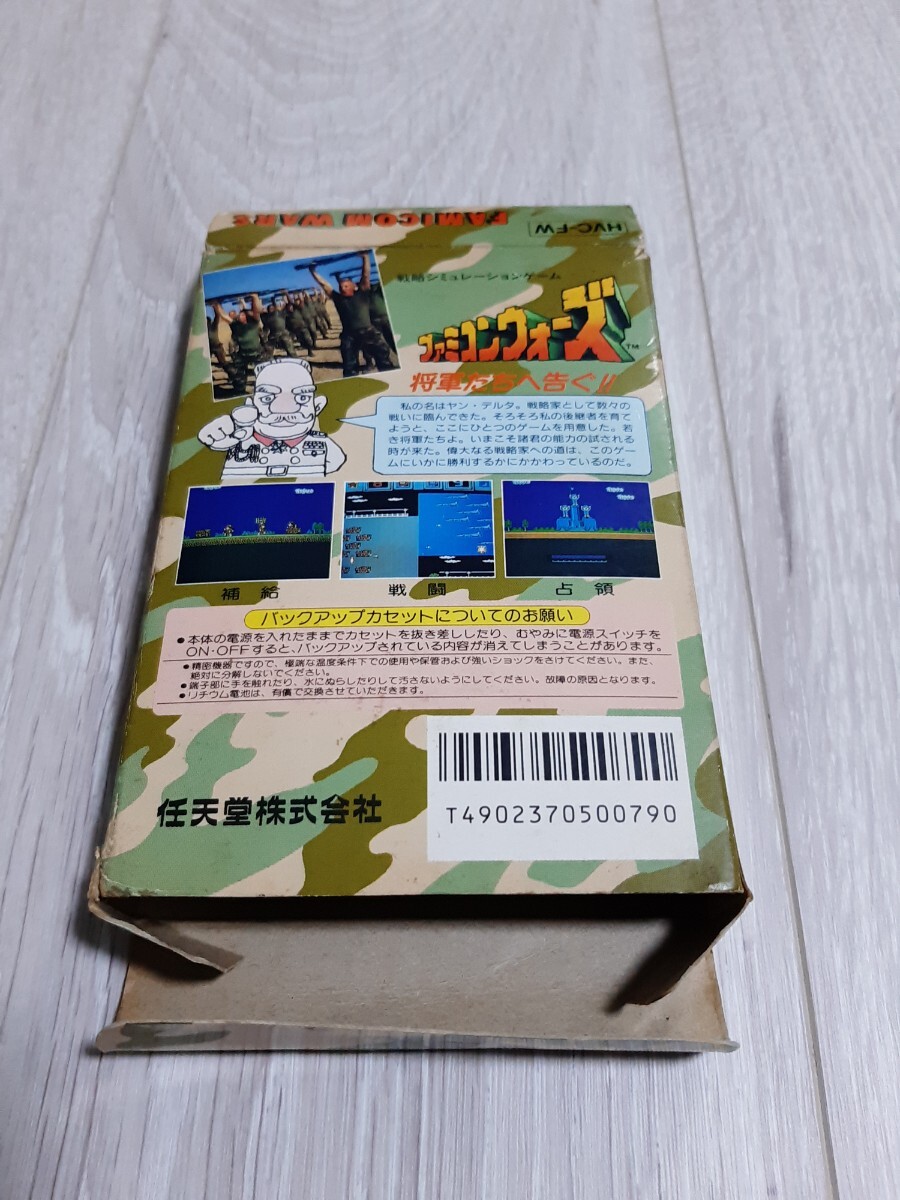 FAMICOM WARS
HVC-FW
戦略シミュレーションゲーム
ファミコンウォーズ™
将軍たちへ告ぐ!!
私の名はヤン・デルタ。戦略家として数々の
戦いに臨んできた。そろそろ私の後継者を育て
ようと、ここにひとつのゲームを用意した。若
き将軍たちよ。いまこそ諸君の能力の試される
時が来た。偉大なる戦略家への道は、このゲー
ムにいかに勝利するかにかかわっているのだ。
補給
戦闘
占領
バックアップカセットについてのお願い
●本体の電源を入れたままでカセットを抜き差ししたり、むやみに電源スイッチを
ON・OFFすると、バックアップされている内容が消えてしまうことがあります。
●精密機器ですので、極端な温度条件下での使用や保管および強いショックをさけてください。また、
絶対に分解しないでください。
●端子部に手を触れたり、水にぬらしたりして汚さないようにしてください。故障の原因となります。
●リチウム電池は、有償で交換させていただきます。
任天堂株式会社
T4902370500790